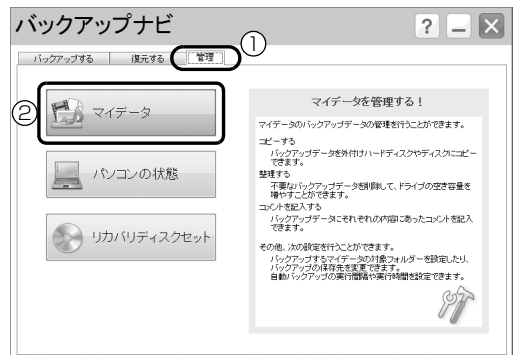 バックアップナビ
? - X
バックアップする 復元する 管理
①
② マイデータ
パソコンの状態
リカバリディスクセット
マイデータを管理する！
マイデータのバックアップデータの管理を行うことができます。
コピーする
バックアップデータを外付けハードディスクやディスクにコピー
できます。
整理する
不要なバックアップデータを削除して、ドライブの空き容量を
増やすことができます。
コメントを記入する
バックアップデータにそれぞれの内容にあったコメントを記入
できます。
その他、次の設定を行うことができます。
バックアップするマイデータの対象フォルダーを設定したり、
バックアップの保存先を変更できます。
自動バックアップの実行間隔や実行時間を設定できます。